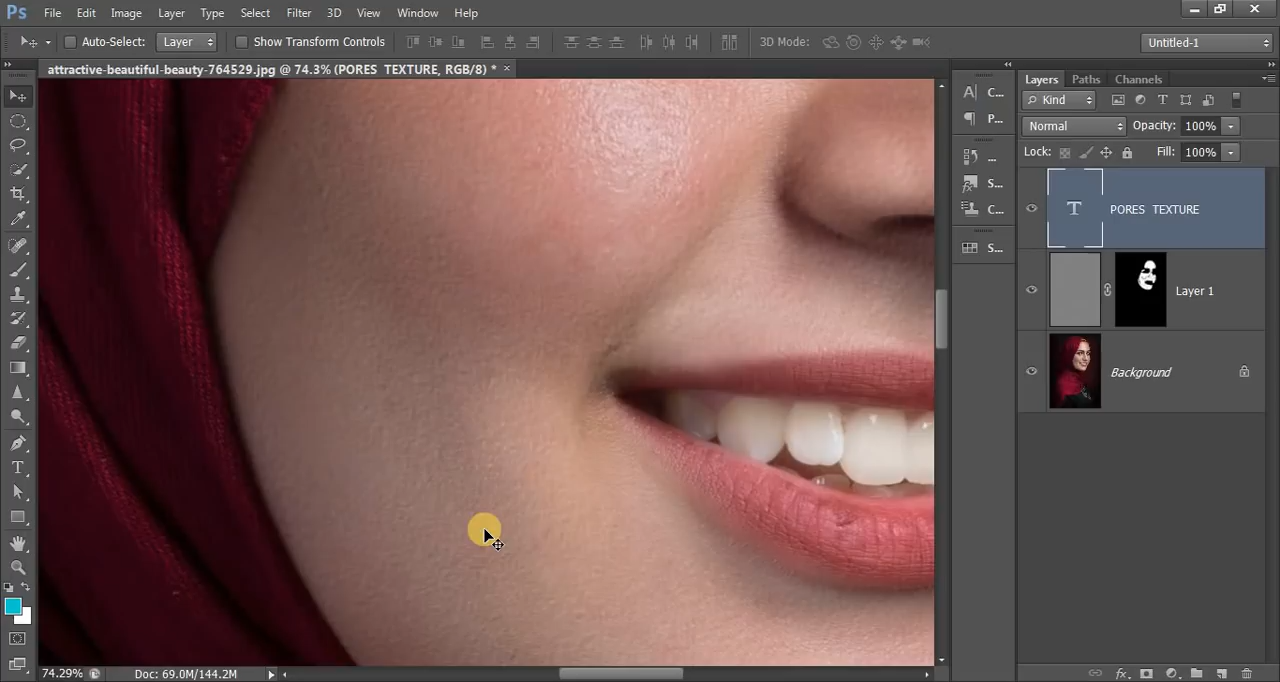 Ps File Edit Image Layer Type Select Filter 3D View Window Help
Auto-Select: Layer Show Transform Controls 3D Mode: Untitled-1
attractive-beautiful-beauty-764529.jpg @ 74.3% (PORES TEXTURE, RGB/8) * ×
Layers Paths Channels
A C...
Kind
P...
Normal Opacity: 100%
...
Lock: Fill: 100%
S...
C...
S...
T PORES TEXTURE
Layer 1
Background
74.29% Doc: 69.0M/144.2M